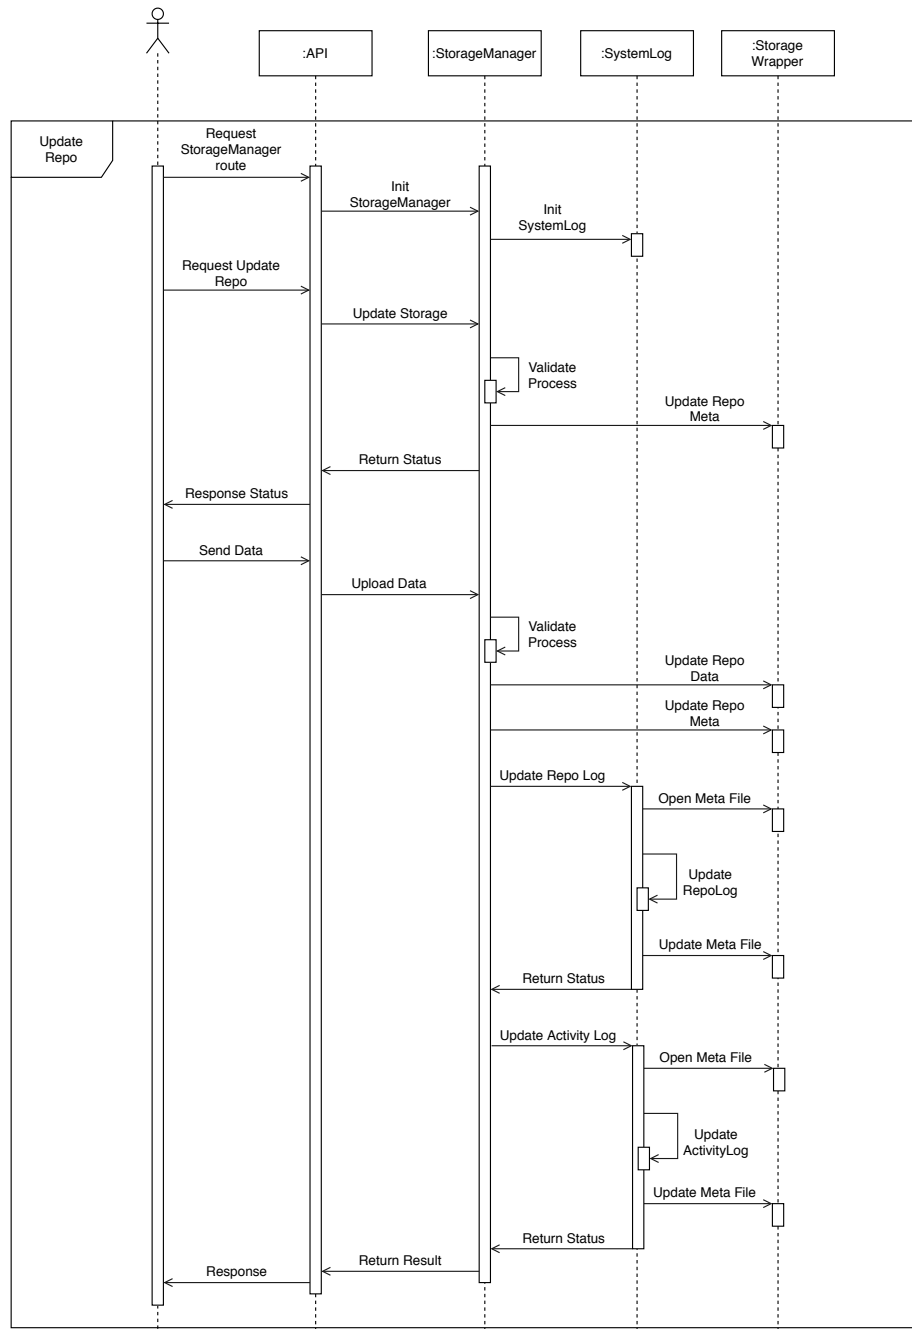 :API
:StorageManager
:SystemLog
:Storage
Wrapper
Update
Repo
Request
StorageManager
route
Init
StorageManager
Init
SystemLog
Request Update
Repo
Update Storage
Validate
Process
Update Repo
Meta
Return Status
Response Status
Send Data
Upload Data
Validate
Process
Update Repo
Data
Update Repo
Meta
Update Repo Log
Open Meta File
Update
RepoLog
Update Meta File
Return Status
Update Activity Log
Open Meta File
Update
ActivityLog
Update Meta File
Return Status
Return Result
Response